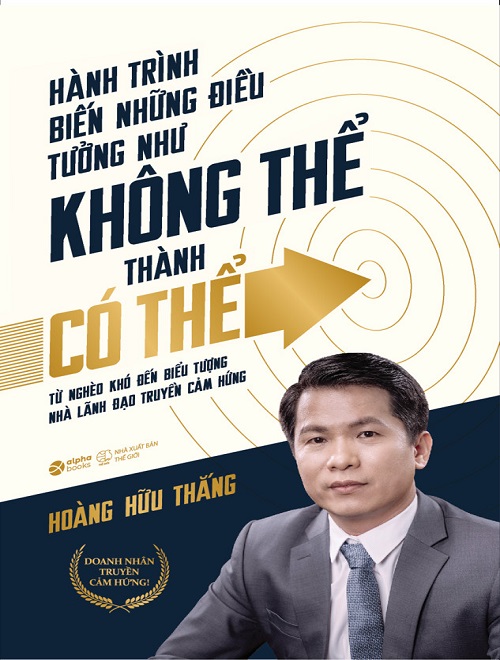 HÀNH TRÌNH
BIẾN NHỮNG ĐIỀU
TƯỞNG NHƯ
KHÔNG THỂ
THÀNH
CÓ THỂ
TỪ NGHÈO KHÓ ĐẾN BIỂU TƯỢNG
NHÀ LÃNH ĐẠO TRUYỀN CẢM HỨNG
alpha
books
NHÀ XUẤT BẢN
THẾ GIỚI
HOÀNG HỮU THẮNG
DOANH NHÂN
TRUYỀN
CẢM HỨNG!